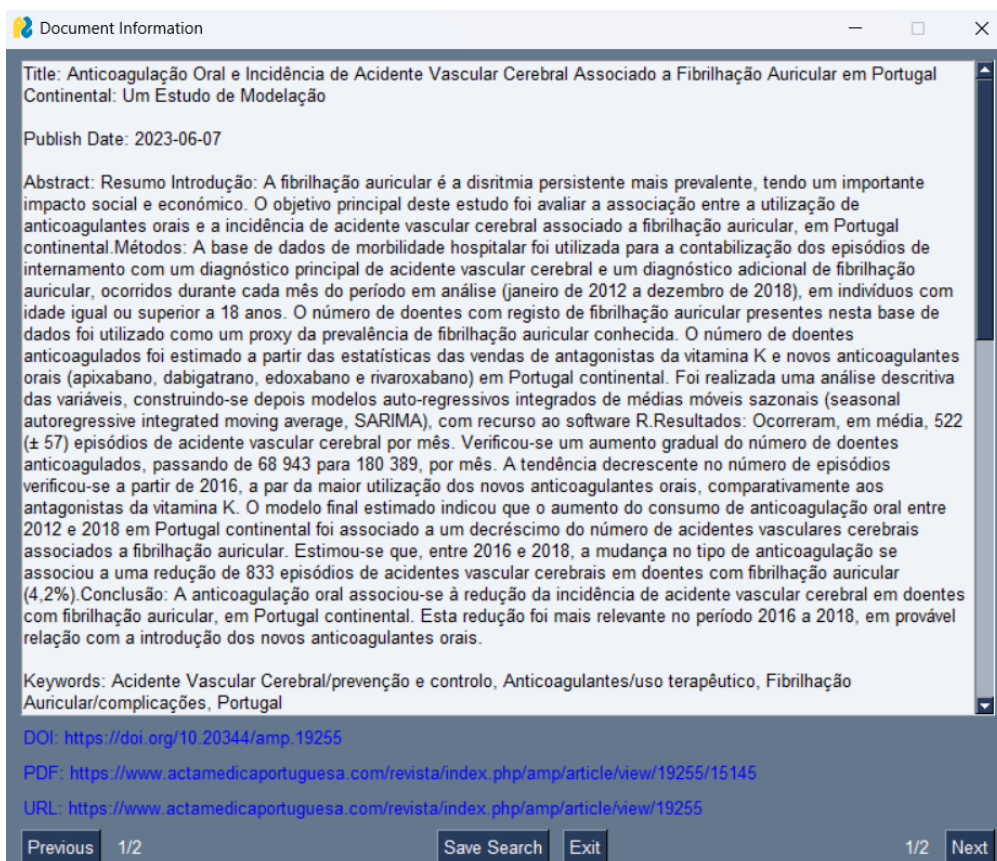 Document Information
Title: Anticoagulação Oral e Incidência de Acidente Vascular Cerebral Associado a Fibrilhação Auricular em Portugal
Continental: Um Estudo de Modelação
Publish Date: 2023-06-07
Abstract: Resumo Introdução: A fibrilhação auricular é a disritmia persistente mais prevalente, tendo um importante
impacto social e económico. O objetivo principal deste estudo foi avaliar a associação entre a utilização de
anticoagulantes orais e a incidência de acidente vascular cerebral associado a fibrilhação auricular, em Portugal
continental.Métodos: A base de dados de morbilidade hospitalar foi utilizada para a contabilização dos episódios de
internamento com um diagnóstico principal de acidente vascular cerebral e um diagnóstico adicional de fibrilhação
auricular, ocorridos durante cada mês do período em análise (janeiro de 2012 a dezembro de 2018), em indivíduos com
idade igual ou superior a 18 anos. O número de doentes com registo de fibrilhação auricular presentes nesta base de
dados foi utilizado como um proxy da prevalência de fibrilhação auricular conhecida. O número de doentes
anticoagulados foi estimado a partir das estatísticas das vendas de antagonistas da vitamina K e novos anticoagulantes
orais (apixabano, dabigatrano, edoxabano e rivaroxabano) em Portugal continental. Foi realizada uma análise descritiva
das variáveis, construindo-se depois modelos auto-regressivos integrados de médias móveis sazonais (seasonal
autoregressive integrated moving average, SARIMA), com recurso ao software R.Resultados: Ocorreram, em média, 522
(± 57) episódios de acidente vascular cerebral por mês. Verificou-se um aumento gradual do número de doentes
anticoagulados, passando de 68 943 para 180 389, por mês. A tendência decrescente no número de episódios
verificou-se a partir de 2016, a par da maior utilização dos novos anticoagulantes orais, comparativamente aos
antagonistas da vitamina K. O modelo final estimado indicou que o aumento do consumo de anticoagulação oral entre
2012 e 2018 em Portugal continental foi associado a um decréscimo do número de acidentes vasculares cerebrais
associados a fibrilhação auricular. Estimou-se que, entre 2016 e 2018, a mudança no tipo de anticoagulação se
associou a uma redução de 833 episódios de acidentes vascular cerebrais em doentes com fibrilhação auricular
(4,2%).Conclusão: A anticoagulação oral associou-se à redução da incidência de acidente vascular cerebral em doentes
com fibrilhação auricular, em Portugal continental. Esta redução foi mais relevante no período 2016 a 2018, em provável
relação com a introdução dos novos anticoagulantes orais.
Keywords: Acidente Vascular Cerebral/prevenção e controlo, Anticoagulantes/uso terapêutico, Fibrilhação
Auricular/complicações, Portugal
DOI: https://doi.org/10.20344/amp.19255
PDF: https://www.actamedicaportuguesa.com/revista/index.php/amp/article/view/19255/15145
URL: https://www.actamedicaportuguesa.com/revista/index.php/amp/article/view/19255
Previous 1/2 Save Search Exit 1/2 Next